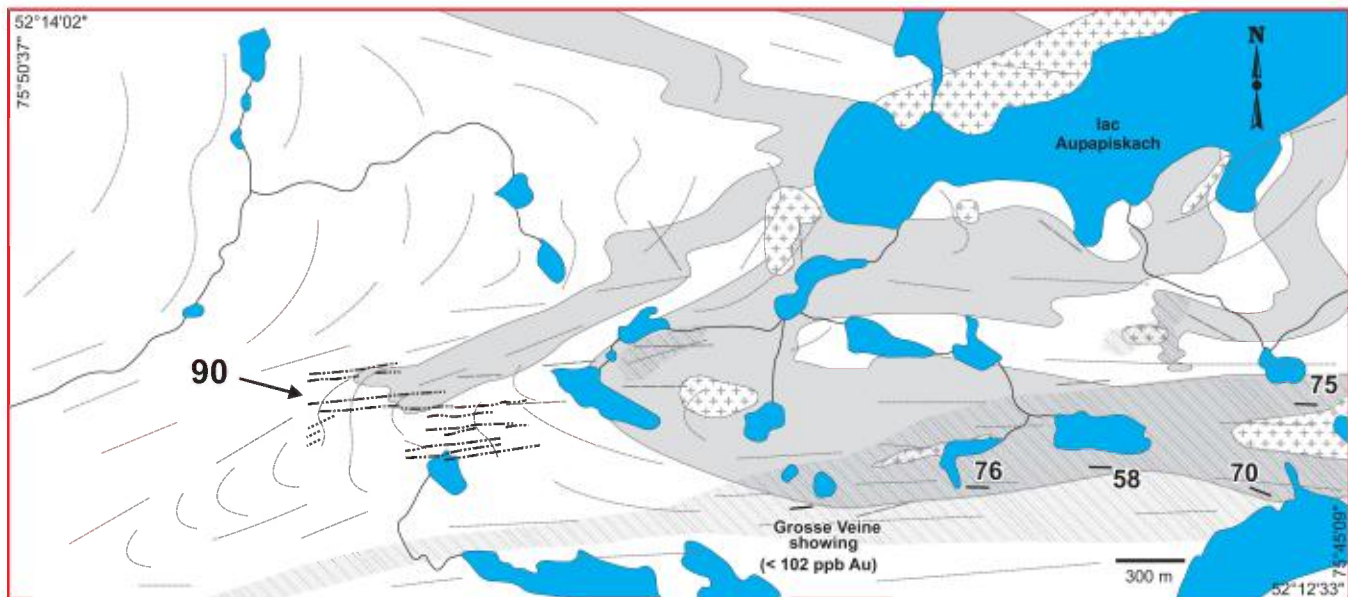 52°14'02"
75°50'37"
N
lac
Aupapiskach
90
75
76
58
70
Grosse Veine
showing
(< 102 ppb Au)
300 m
75°45'09"
52°12'33"